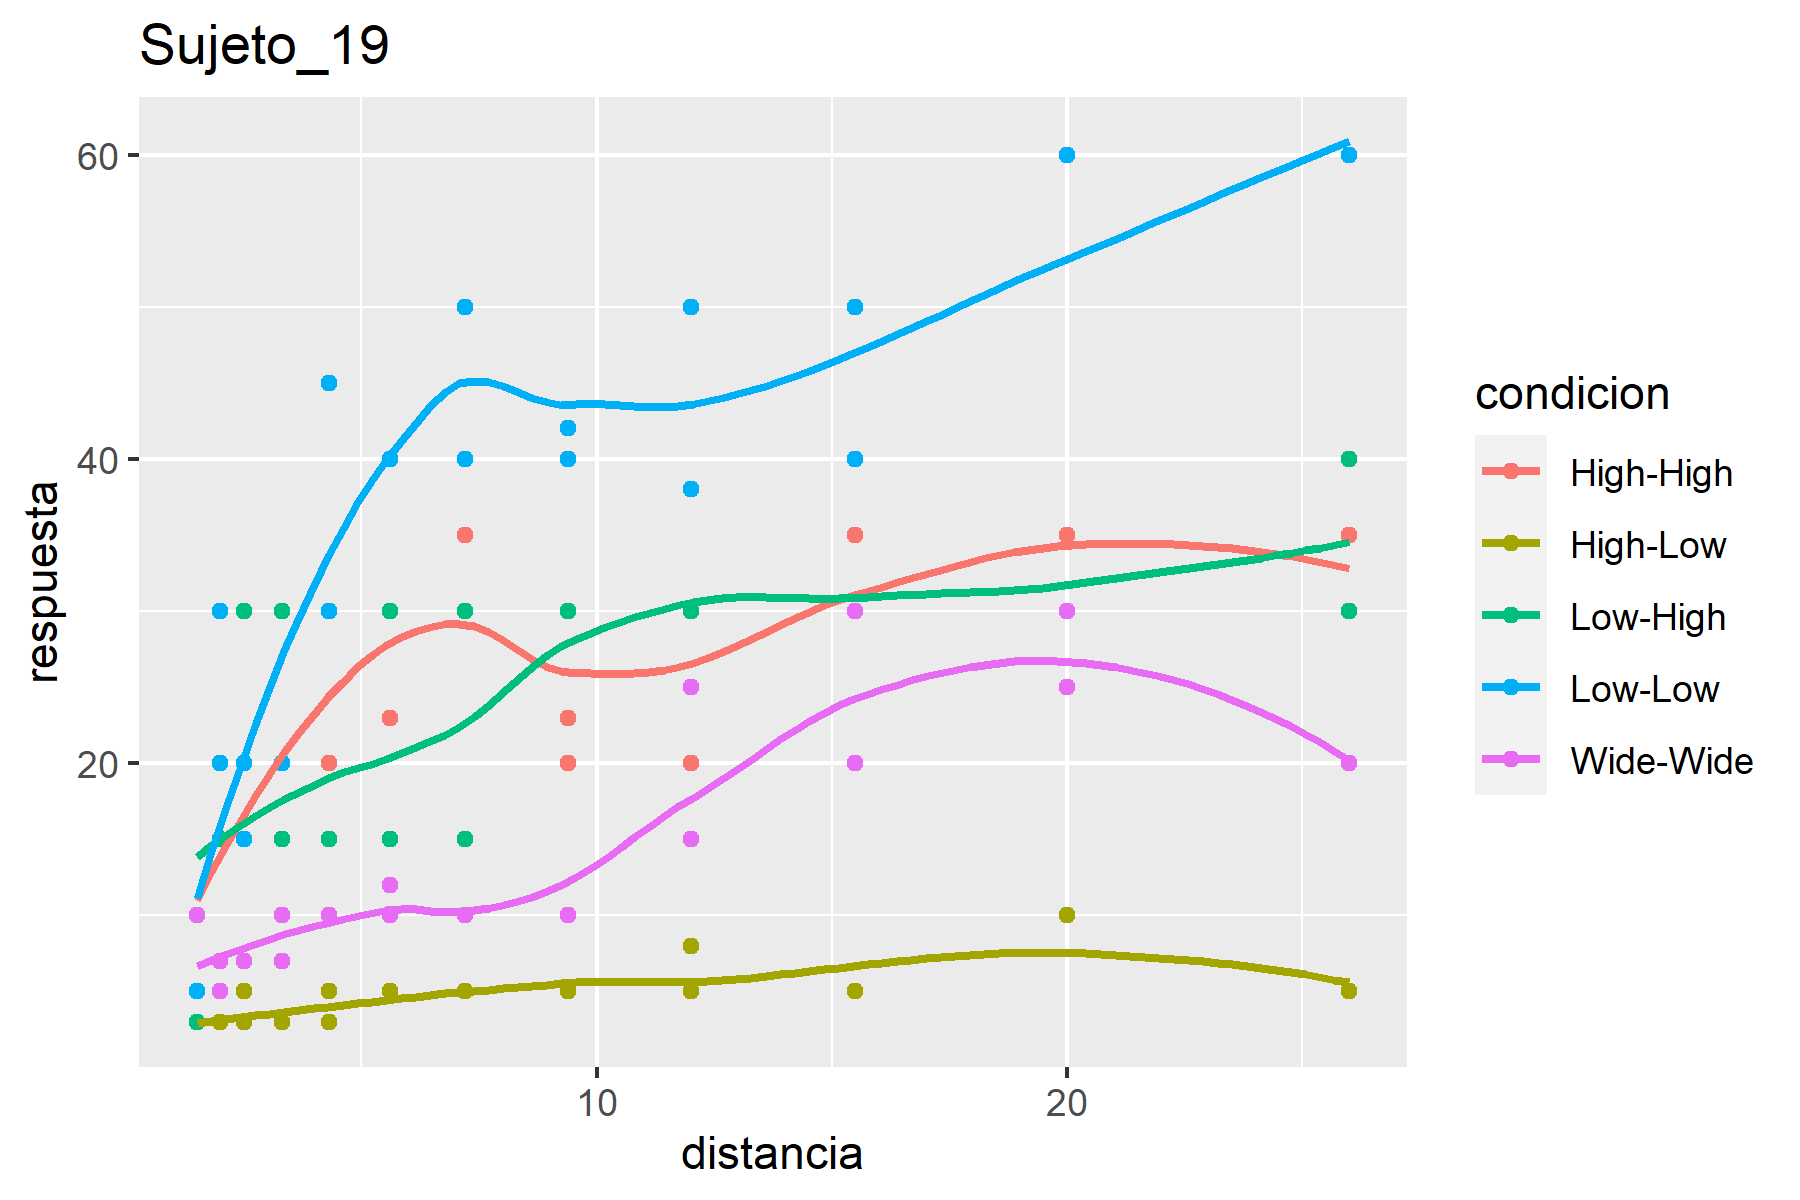 Sujeto_19
60
40
20
respuesta
10
20
distancia
condicion
High-High
High-Low
Low-High
Low-Low
Wide-Wide